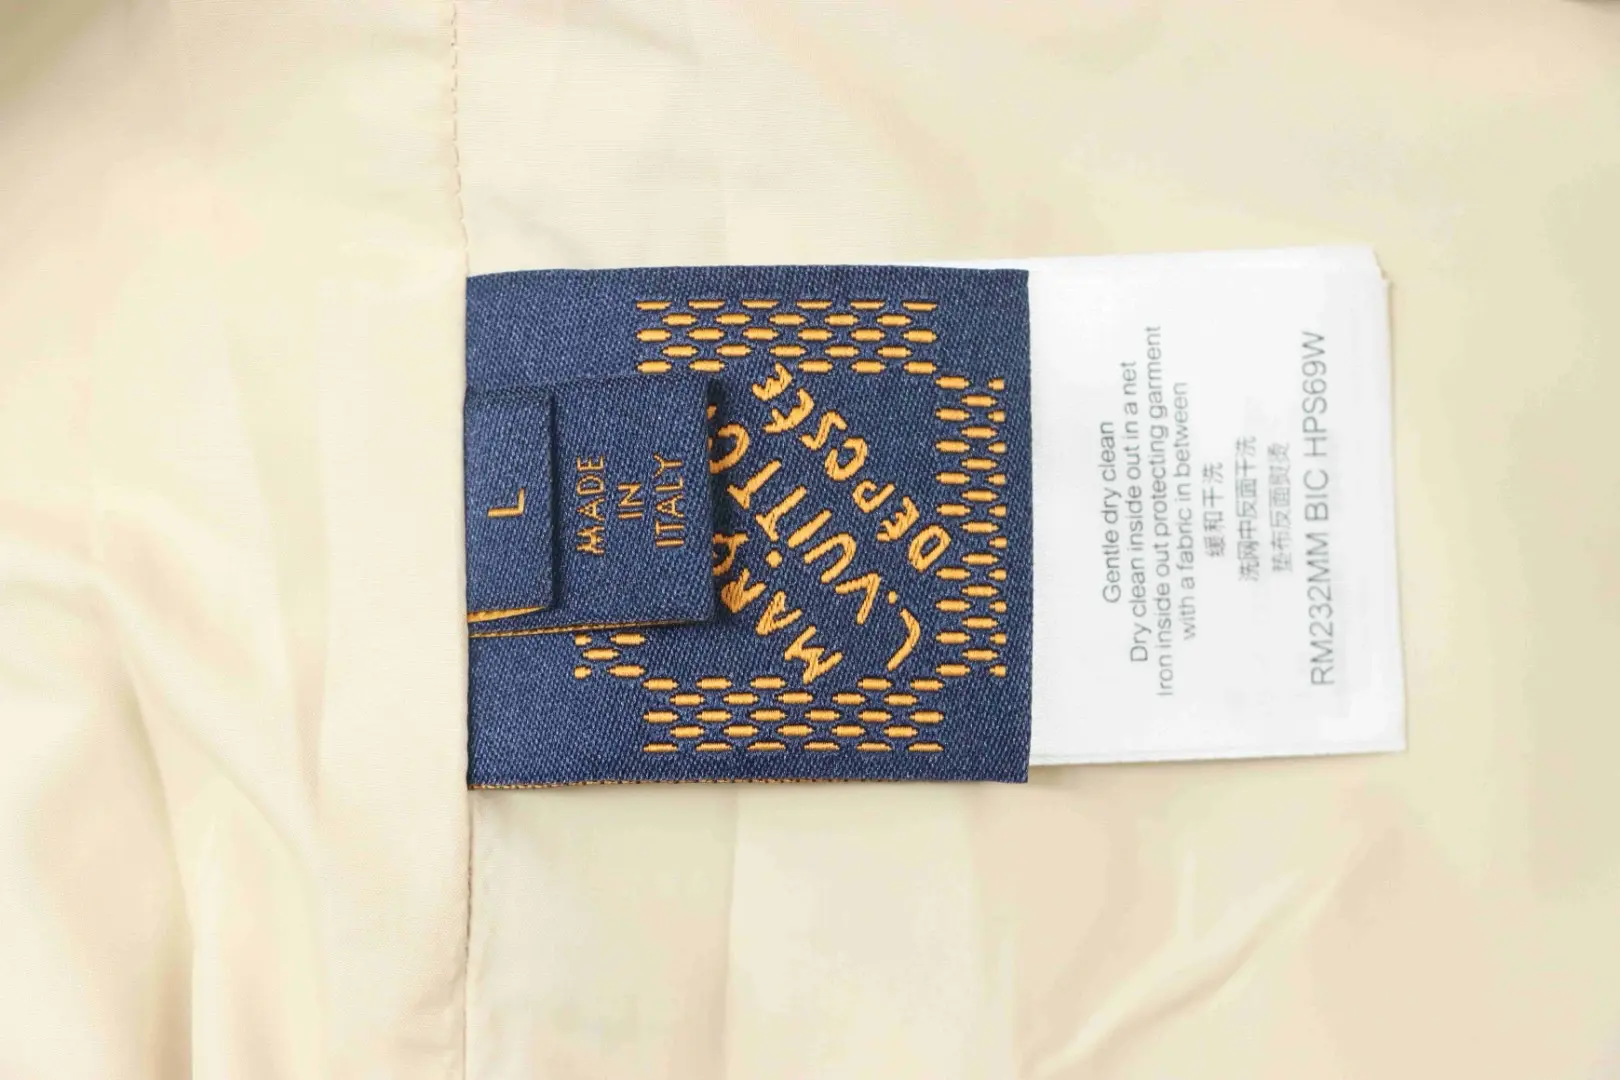 L
MADE
IN
ITALY
L.VUITTO
DEPOSEE
Gentle dry clean
Dry clean inside out in a net
Iron inside out protecting garment
with a fabric in between
缓和干洗
洗网中反面干洗
垫布反面熨烫
RM232MM BIC HPS69W